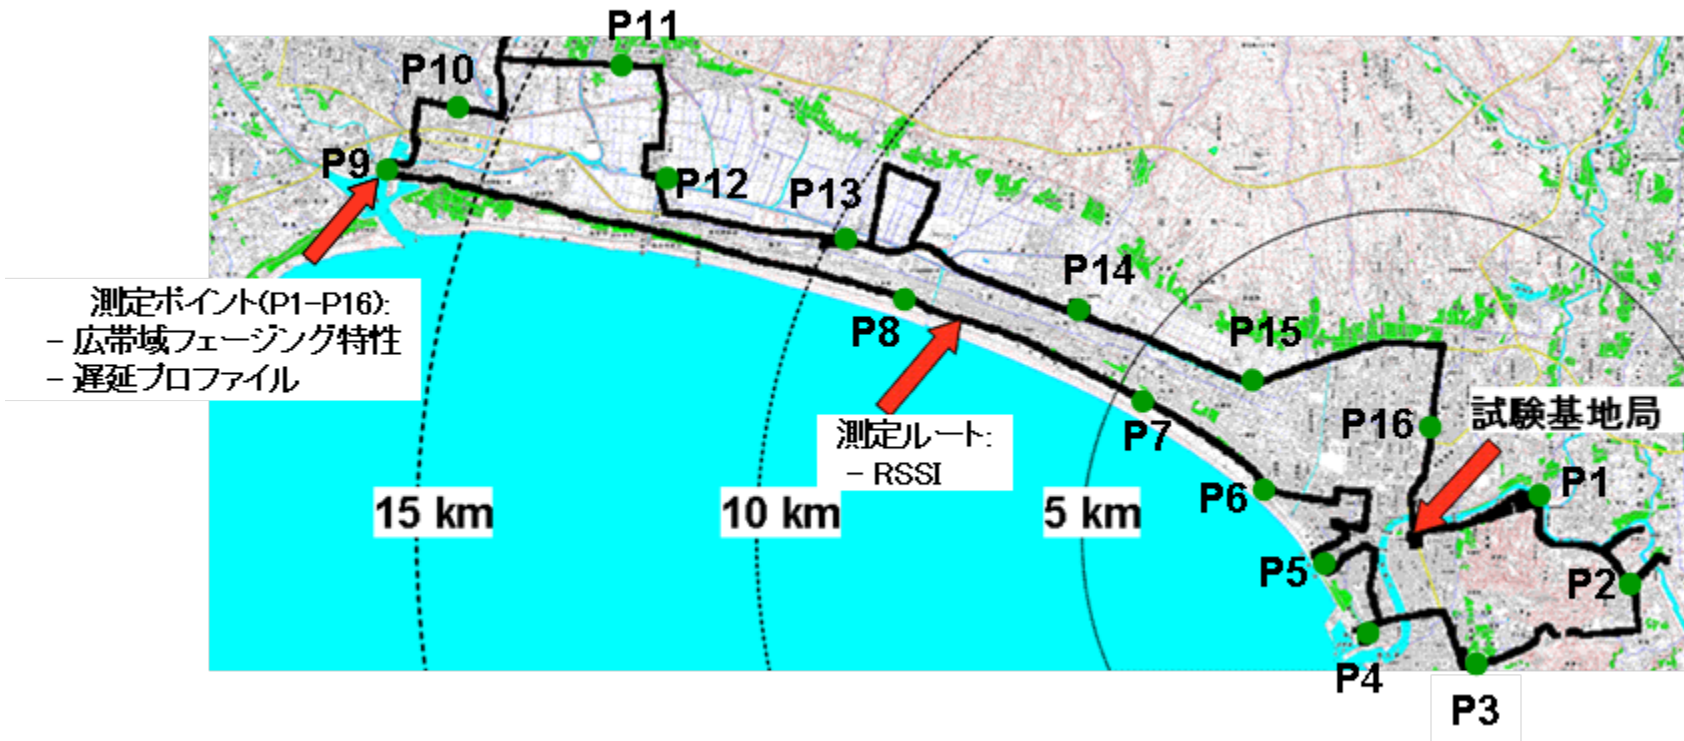 P11
P10
P9
P12
P13
P14
測定ポイント(P1-P16):
- 広帯域フェージング特性
- 遅延プロファイル
P8
P15
測定ルート:
- RSSI
P7
P16
試験基地局
P6
P1
15 km
10 km
5 km
P5
P2
P4
P3